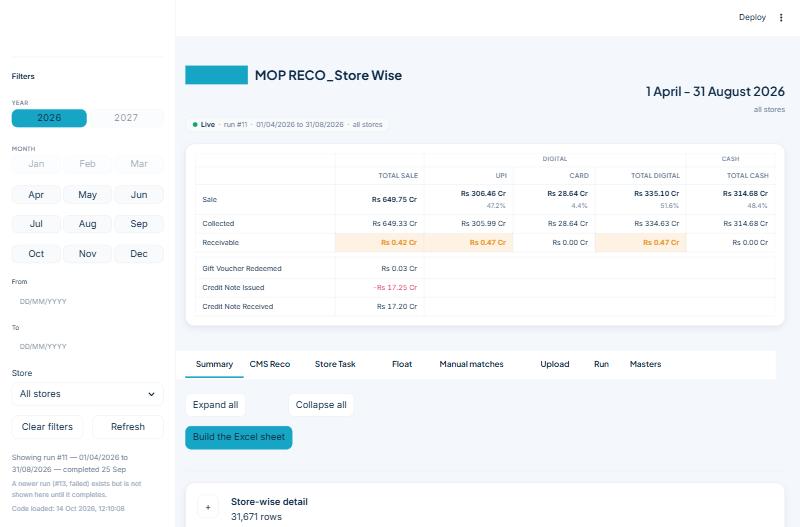 Deploy
Filters
YEAR
2026 2027
MONTH
Jan Feb Mar
Apr May Jun
Jul Aug Sep
Oct Nov Dec
From
DD/MM/YYYY
To
DD/MM/YYYY
Store
All stores
Clear filters Refresh
Showing run #11 — 01/04/2026 to
31/08/2026 — completed 25 Sep
A newer run (#13, failed) exists but is not
shown here until it completes.
Code loaded: 14 Oct 2026, 12:10:08
MOP RECO_Store Wise
1 April – 31 August 2026
all stores
Live · run #11 · 01/04/2026 to 31/08/2026 · all stores
DIGITAL CASH
TOTAL SALE UPI CARD TOTAL DIGITAL TOTAL CASH
Sale Rs 649.75 Cr Rs 306.46 Cr Rs 28.64 Cr Rs 335.10 Cr Rs 314.68 Cr
47.2% 4.4% 51.6% 48.4%
Collected Rs 649.33 Cr Rs 305.99 Cr Rs 28.64 Cr Rs 334.63 Cr Rs 314.68 Cr
Receivable Rs 0.42 Cr Rs 0.47 Cr Rs 0.00 Cr Rs 0.47 Cr Rs 0.00 Cr
Gift Voucher Redeemed Rs 0.03 Cr
Credit Note Issued -Rs 17.25 Cr
Credit Note Received Rs 17.20 Cr
Summary CMS Reco Store Task Float Manual matches Upload Run Masters
Expand all Collapse all
Build the Excel sheet
+ Store-wise detail
31,671 rows